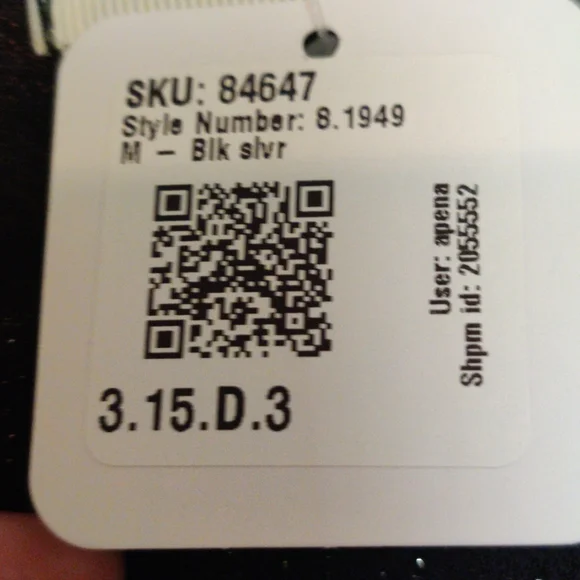 SKU: 84647
Style Number: 8.1949
M - Blk slvr
User: apena
Shpm id: 2055552
3.15.D.3